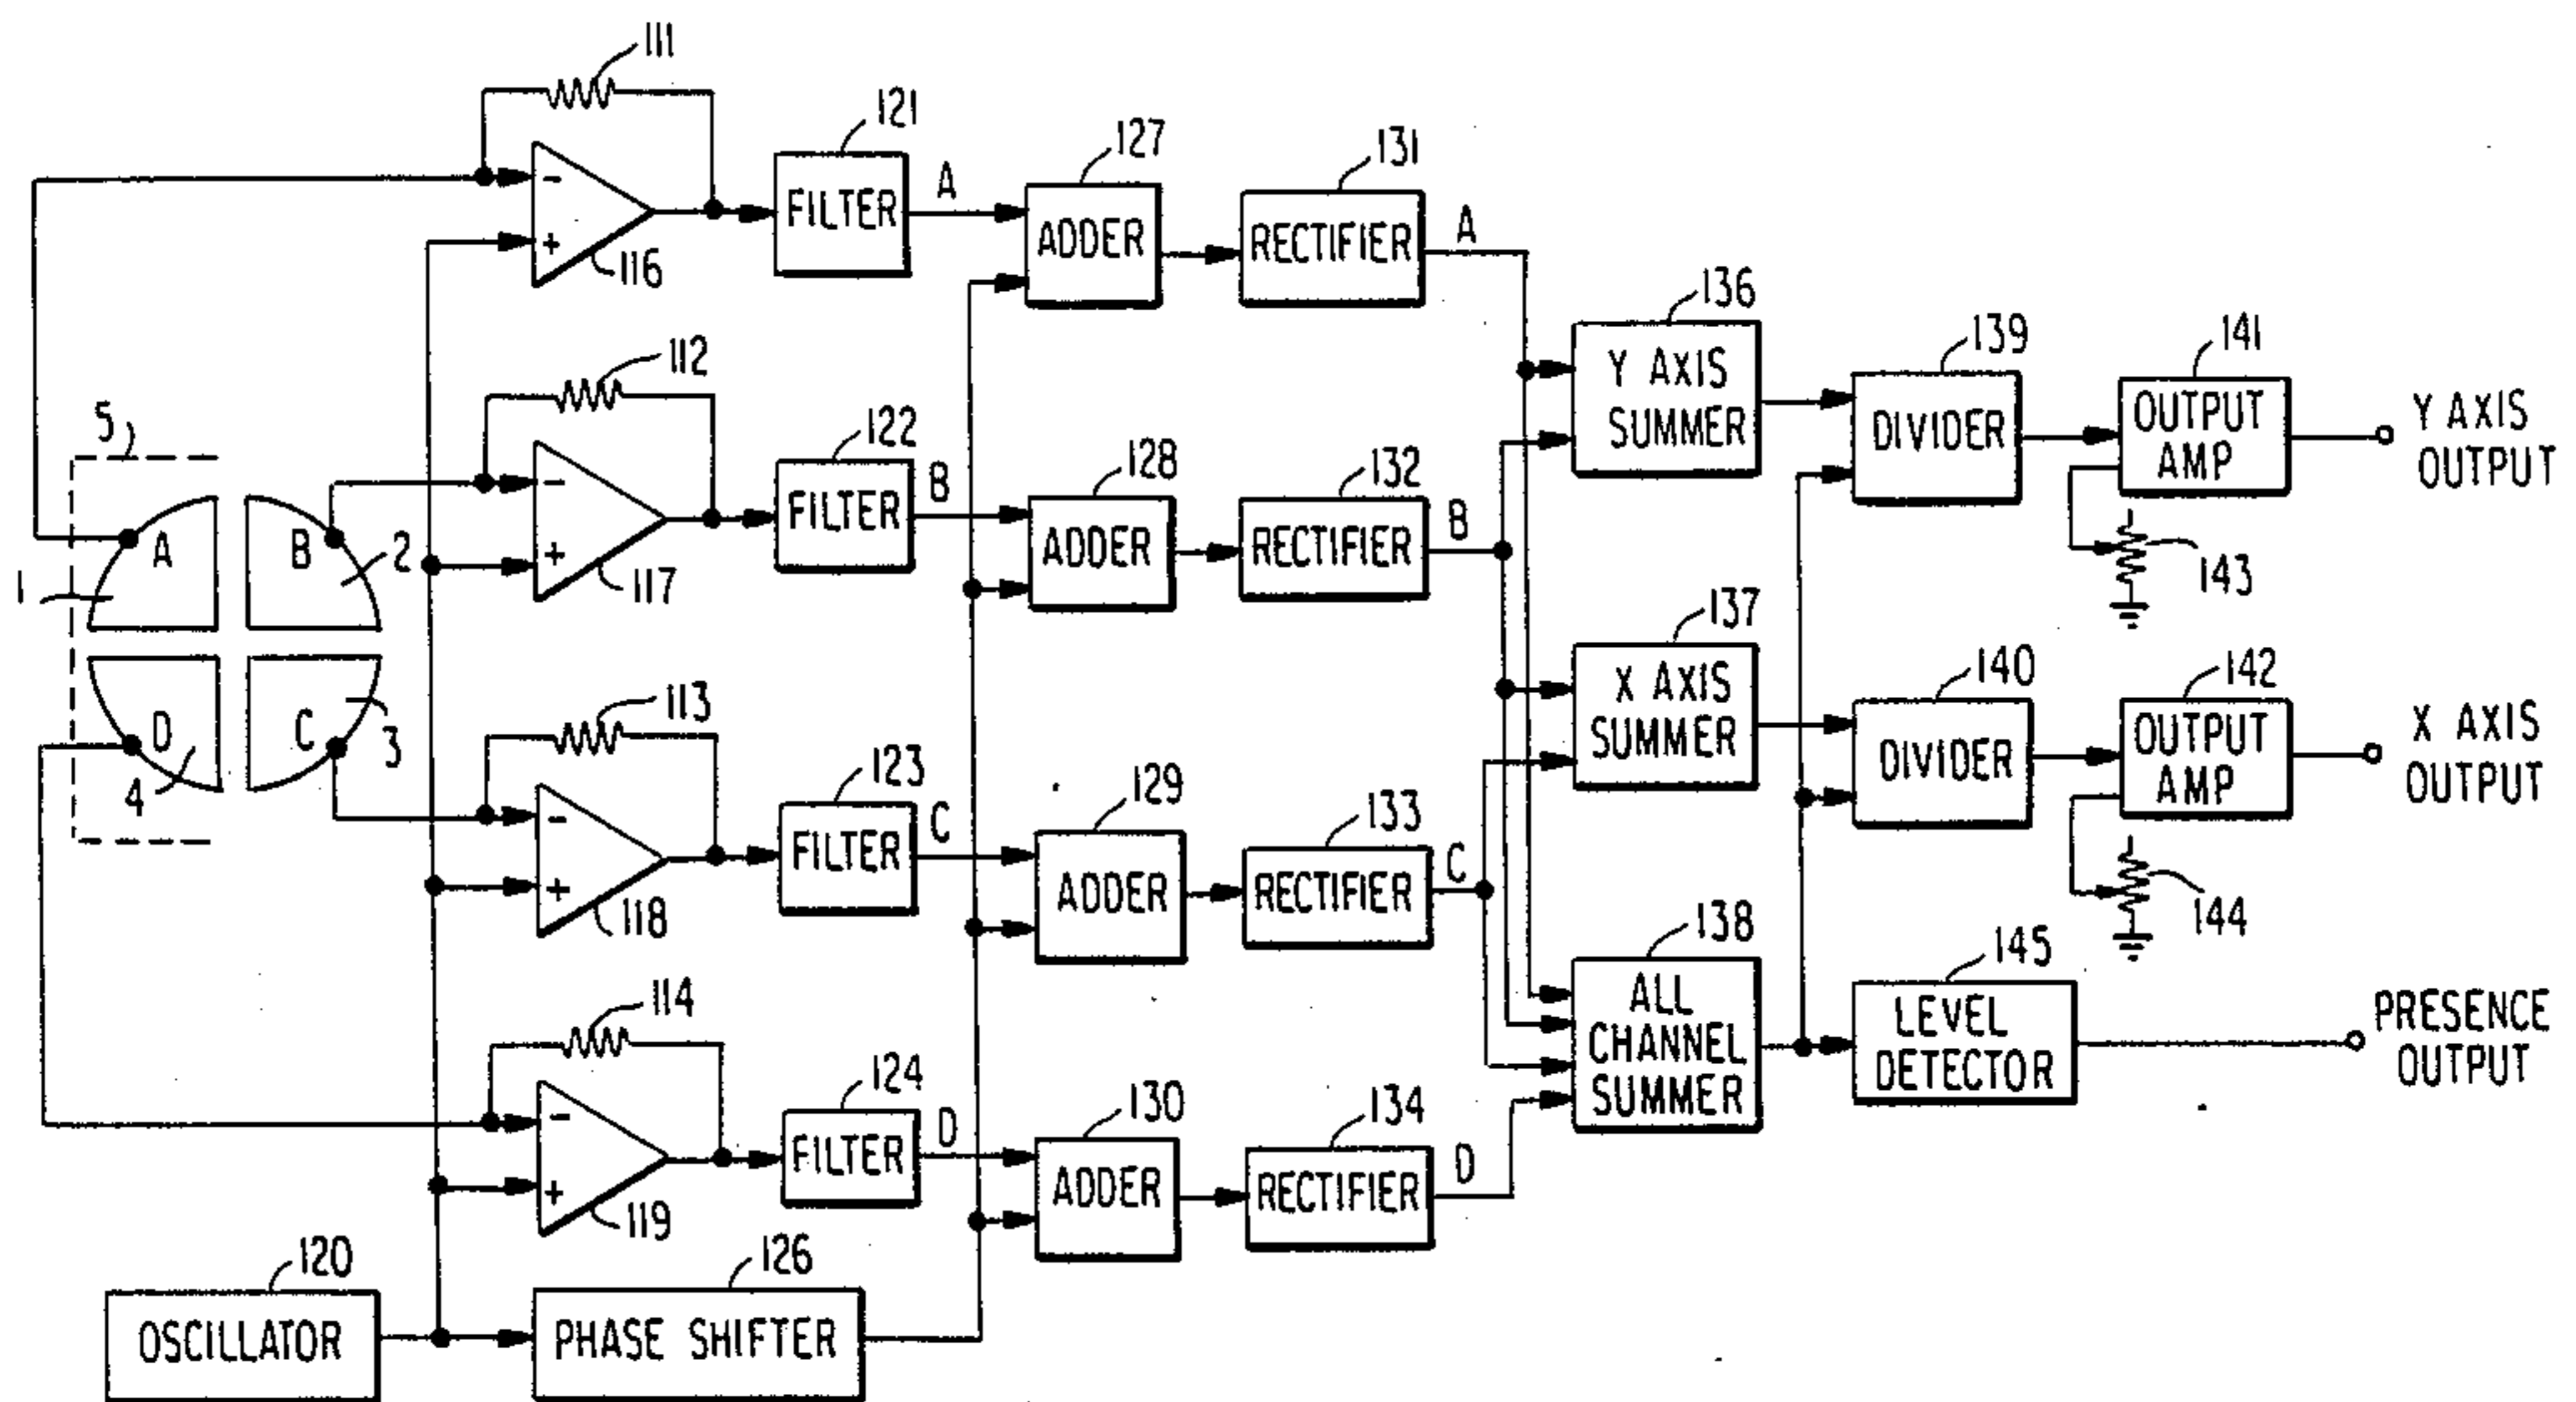 111
−
+
116
121
FILTER
A
127
ADDER
131
RECTIFIER
A
112
−
+
117
122
FILTER
B
128
ADDER
132
RECTIFIER
B
5
A
B
1
2
D
C
4
3
113
−
+
118
123
FILTER
C
129
ADDER
133
RECTIFIER
C
114
−
+
119
124
FILTER
D
130
ADDER
134
RECTIFIER
D
120
OSCILLATOR
126
PHASE SHIFTER
136
Y AXIS
SUMMER
139
DIVIDER
141
OUTPUT
AMP
Y AXIS
OUTPUT
143
137
X AXIS
SUMMER
140
DIVIDER
142
OUTPUT
AMP
X AXIS
OUTPUT
144
138
ALL
CHANNEL
SUMMER
145
LEVEL
DETECTOR
PRESENCE
OUTPUT